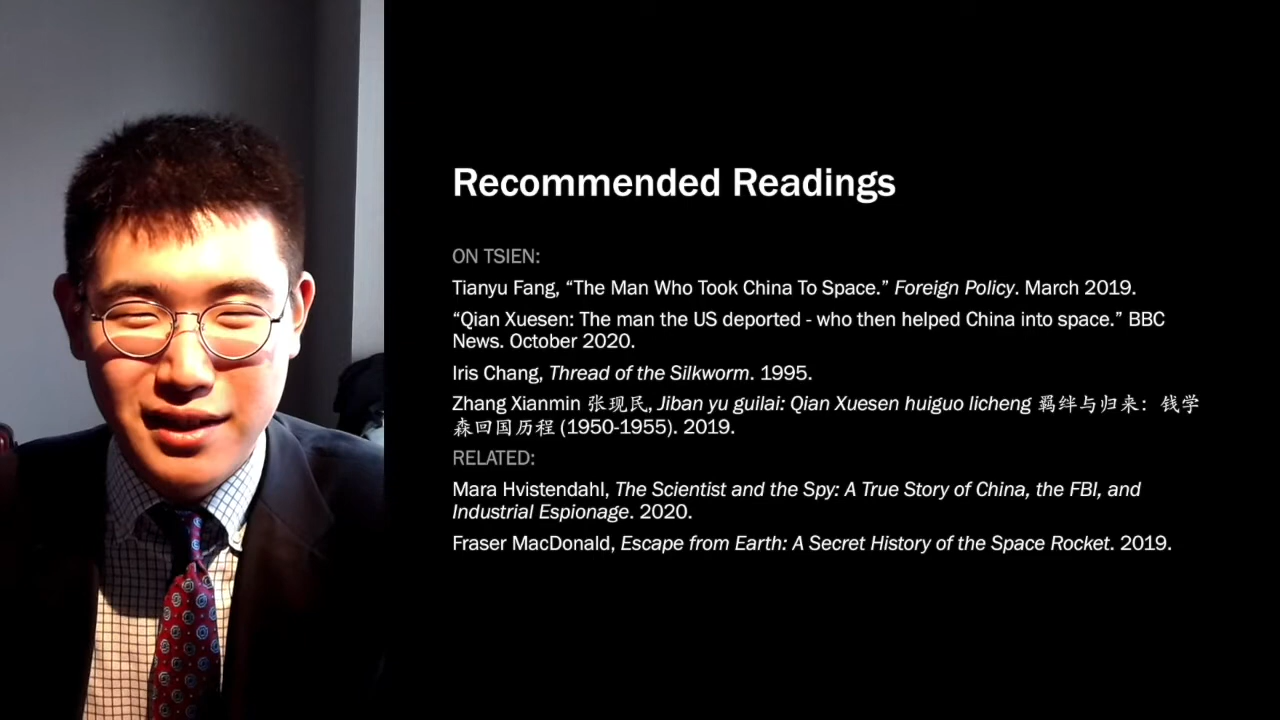 Recommended Readings
ON TSIEN:
Tianyu Fang, “The Man Who Took China To Space.” Foreign Policy. March 2019.
“Qian Xuesen: The man the US deported - who then helped China into space.” BBC
News. October 2020.
Iris Chang, Thread of the Silkworm. 1995.
Zhang Xianmin 张现民, Jiban yu guilai: Qian Xuesen huiguo licheng 羁绊与归来：钱学
森回国历程 (1950-1955). 2019.
RELATED:
Mara Hvistendahl, The Scientist and the Spy: A True Story of China, the FBI, and
Industrial Espionage. 2020.
Fraser MacDonald, Escape from Earth: A Secret History of the Space Rocket. 2019.